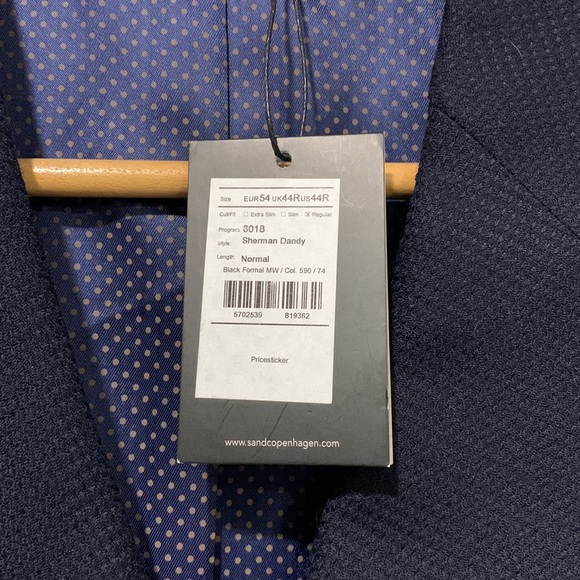 Size EUR54 UK44R US44R
Cut/Fit ☐ Extra Slim ☐ Slim ☒ Regular
Program: 8018
Style: Sherman Dandy
Length: Normal
Black Formal MW / Col. 590 / 74
5702539 819362
Pricesticker
www.sandcopenhagen.com